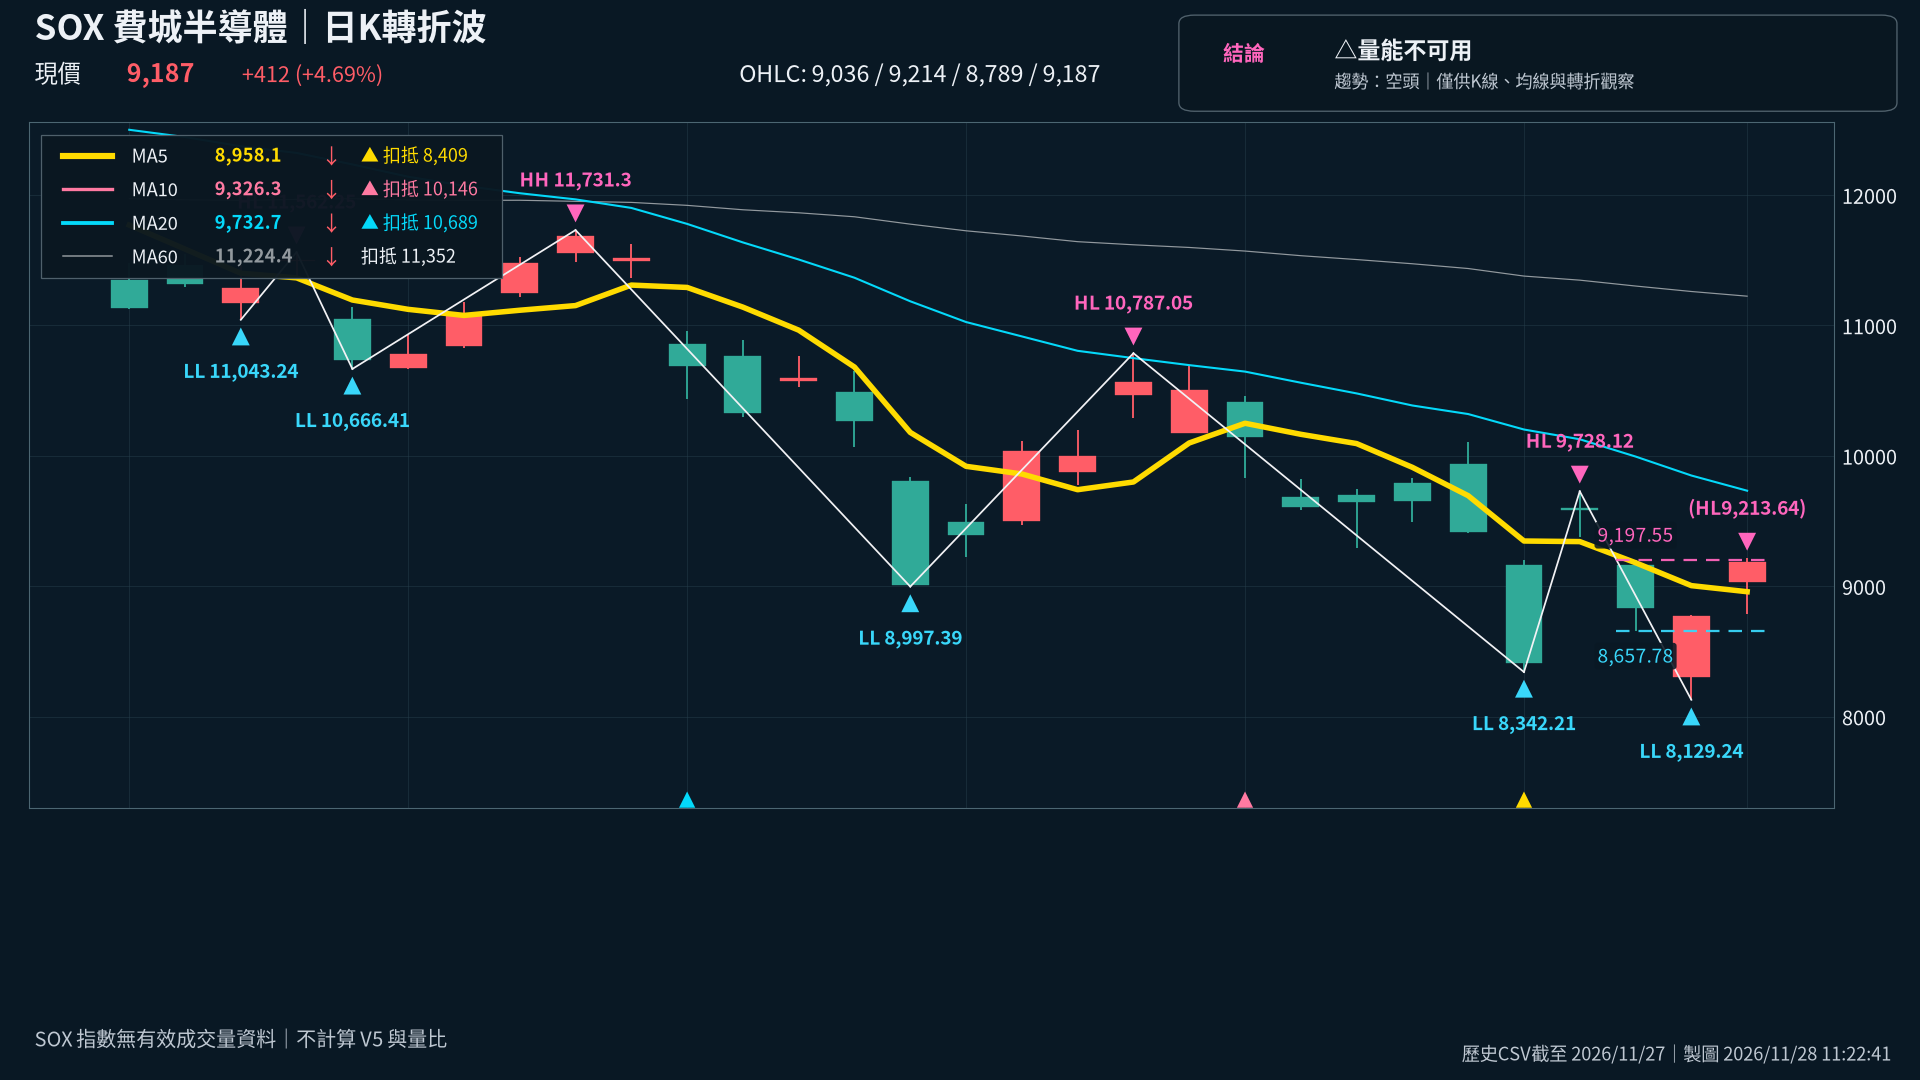 SOX 費城半導體｜日K轉折波
現價 9,187 +412 (+4.69%)
OHLC: 9,036 / 9,214 / 8,789 / 9,187
結論
△量能不可用
趨勢：空頭｜僅供K線、均線與轉折觀察
MA5 8,958.1 ↓ ▲扣抵 8,409
MA10 9,326.3 ↓ ▲扣抵 10,146
MA20 9,732.7 ↓ ▲扣抵 10,689
MA60 11,224.4 ↓ 扣抵 11,352
HH 11,731.3
LL 11,043.24
LL 10,666.41
HL 10,787.05
LL 8,997.39
HL 9,728.12
(HL9,213.64)
9,197.55
8,657.78
LL 8,342.21
LL 8,129.24
12000
11000
10000
9000
8000
SOX 指數無有效成交量資料｜不計算 V5 與量比
歷史CSV截至 2026/11/27｜製圖 2026/11/28 11:22:41